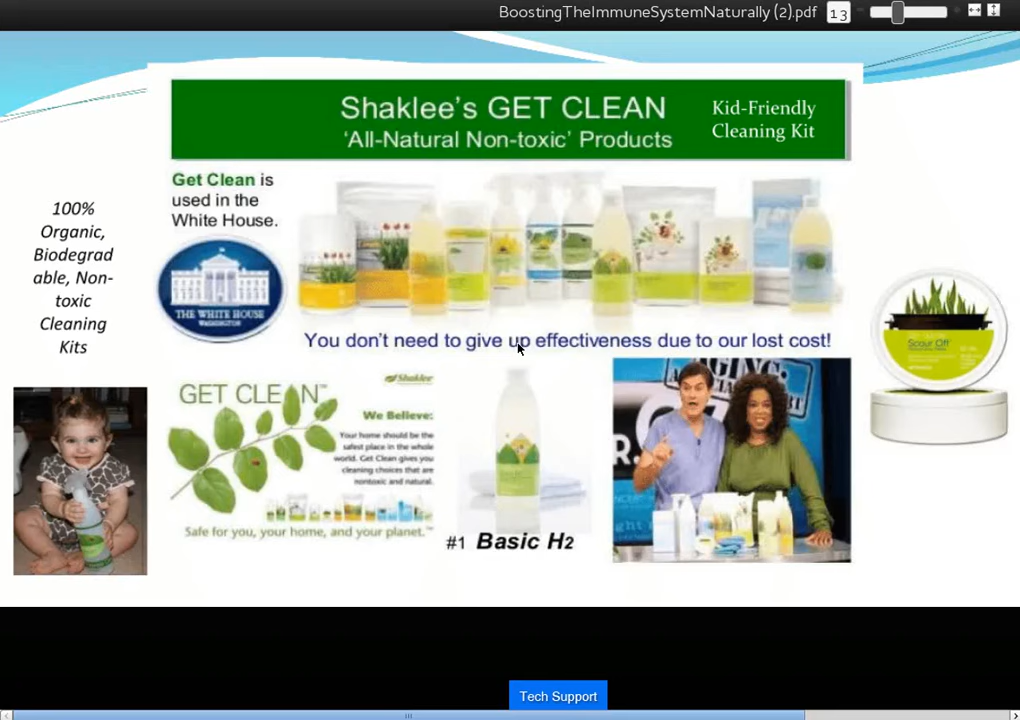 BoostingTheImmuneSystemNaturally (2).pdf 13
Shaklee's GET CLEAN
'All-Natural Non-toxic' Products
Kid-Friendly
Cleaning Kit
Get Clean is
used in the
White House.
THE WHITE HOUSE
WASHINGTON
100%
Organic,
Biodegrad
able, Non-
toxic
Cleaning
Kits
You don't need to give up effectiveness due to our lost cost!
Scour Off
Shaklee
GET CLEAN™
We Believe:
Your home should be the
safest place in the whole
world. Get Clean gives you
cleaning choices that are
nontoxic and natural.
Safe for you, your home, and your planet.™
#1 Basic H2
Tech Support